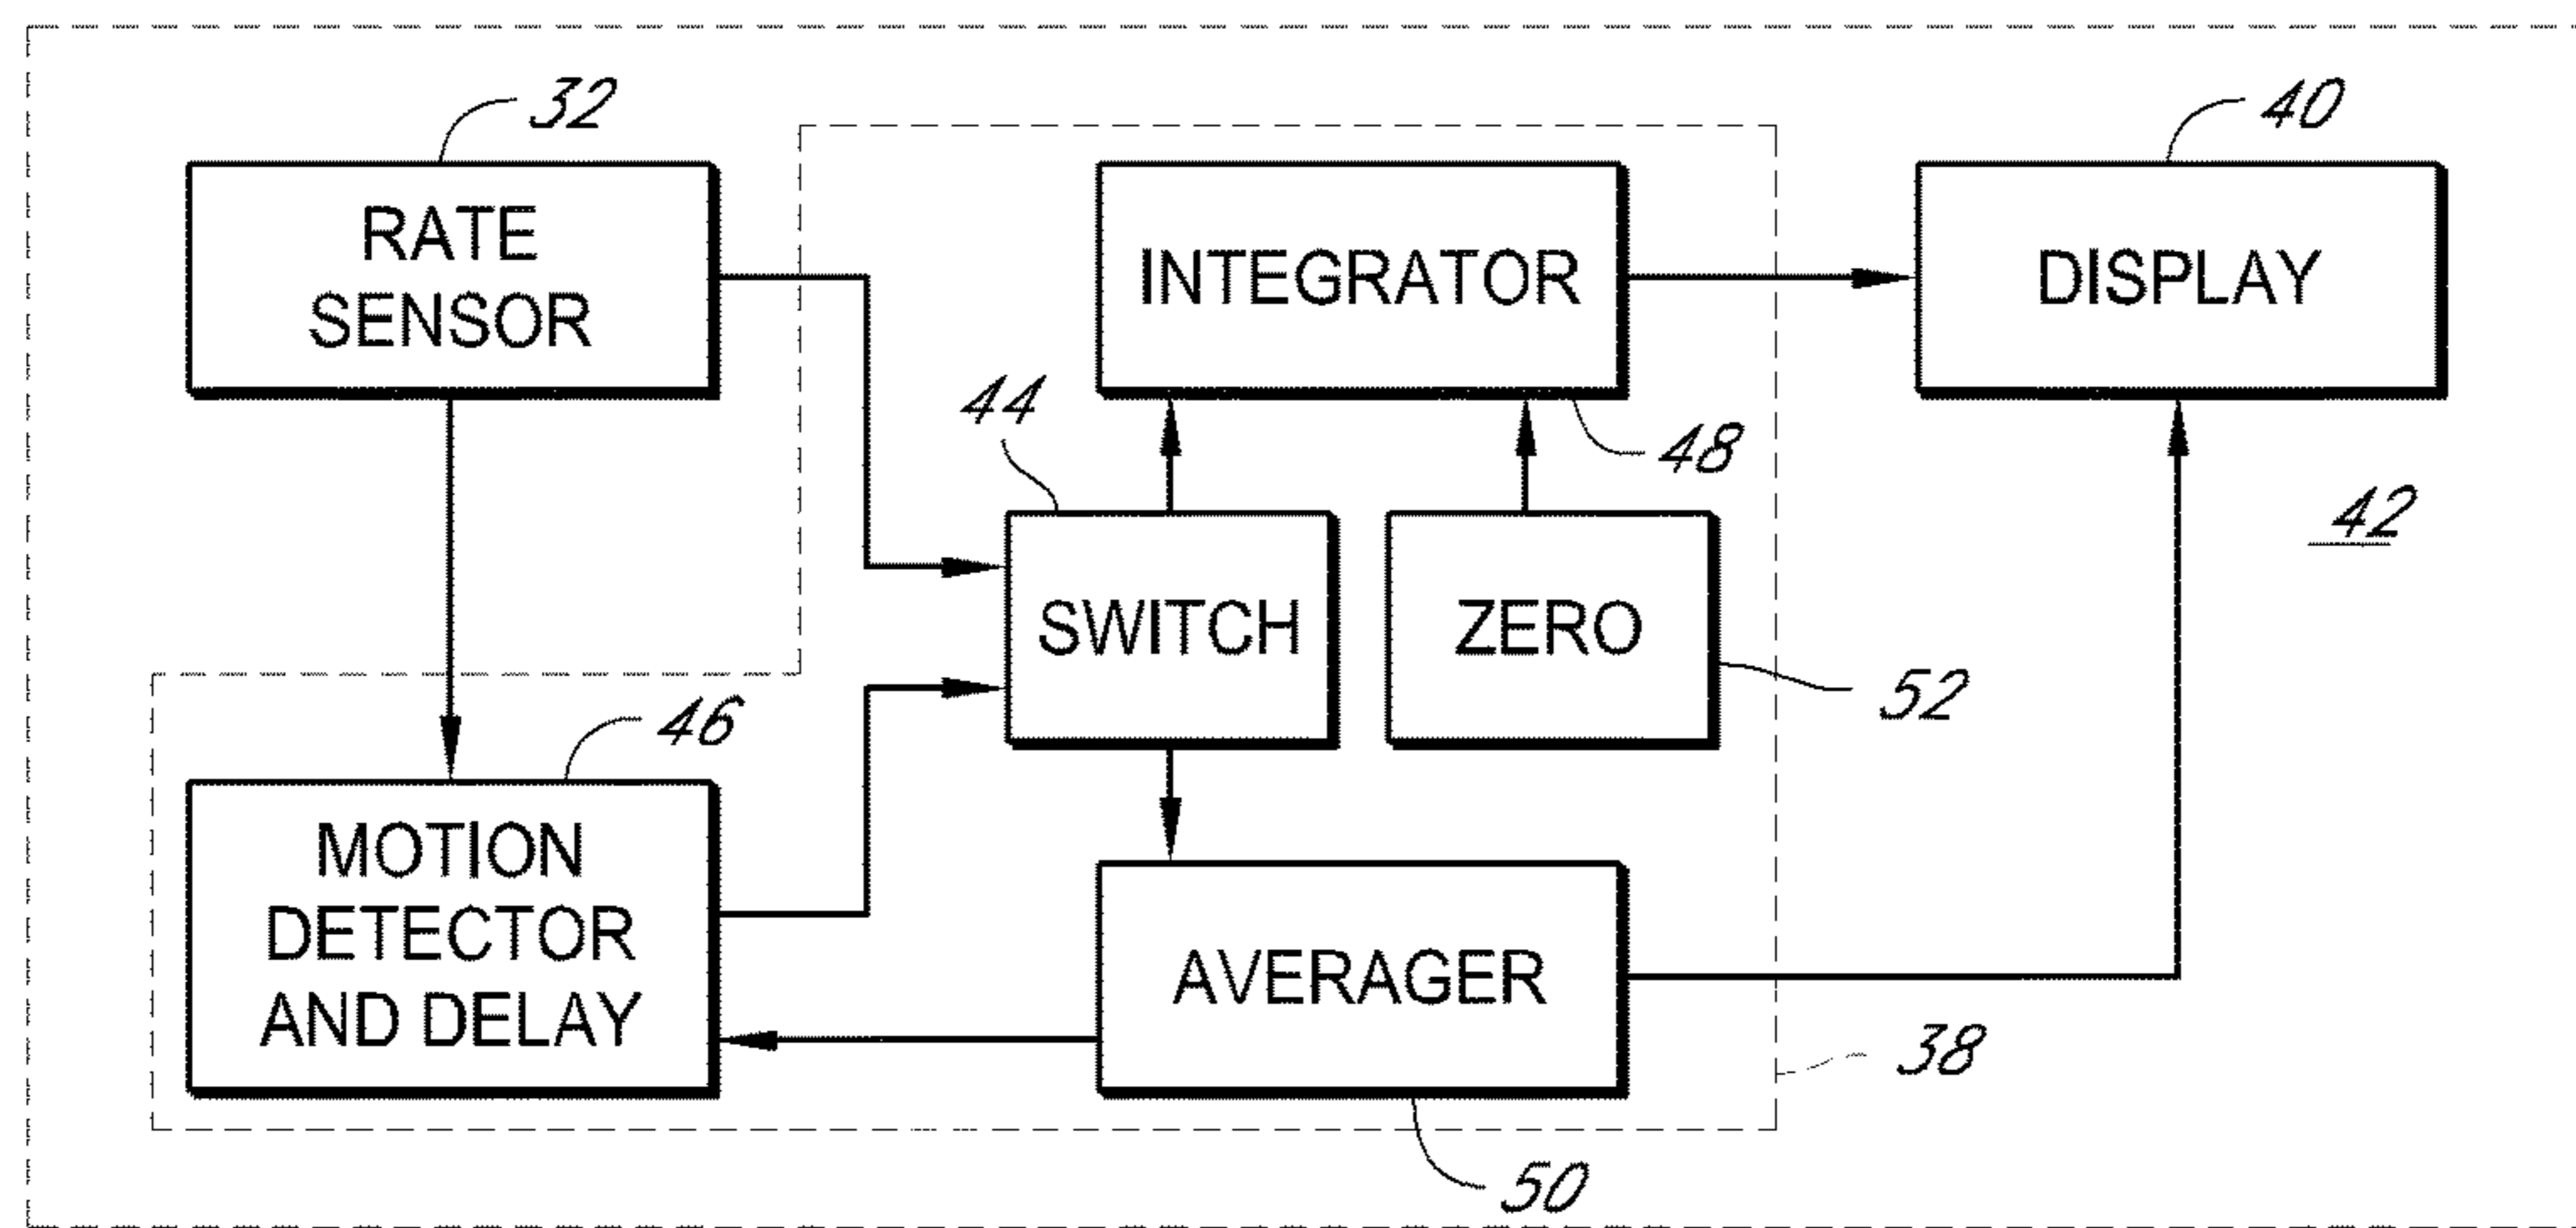 32
RATE
SENSOR
INTEGRATOR
48
40
DISPLAY
42
44
SWITCH
ZERO
52
46
MOTION
DETECTOR
AND DELAY
AVERAGER
50
38